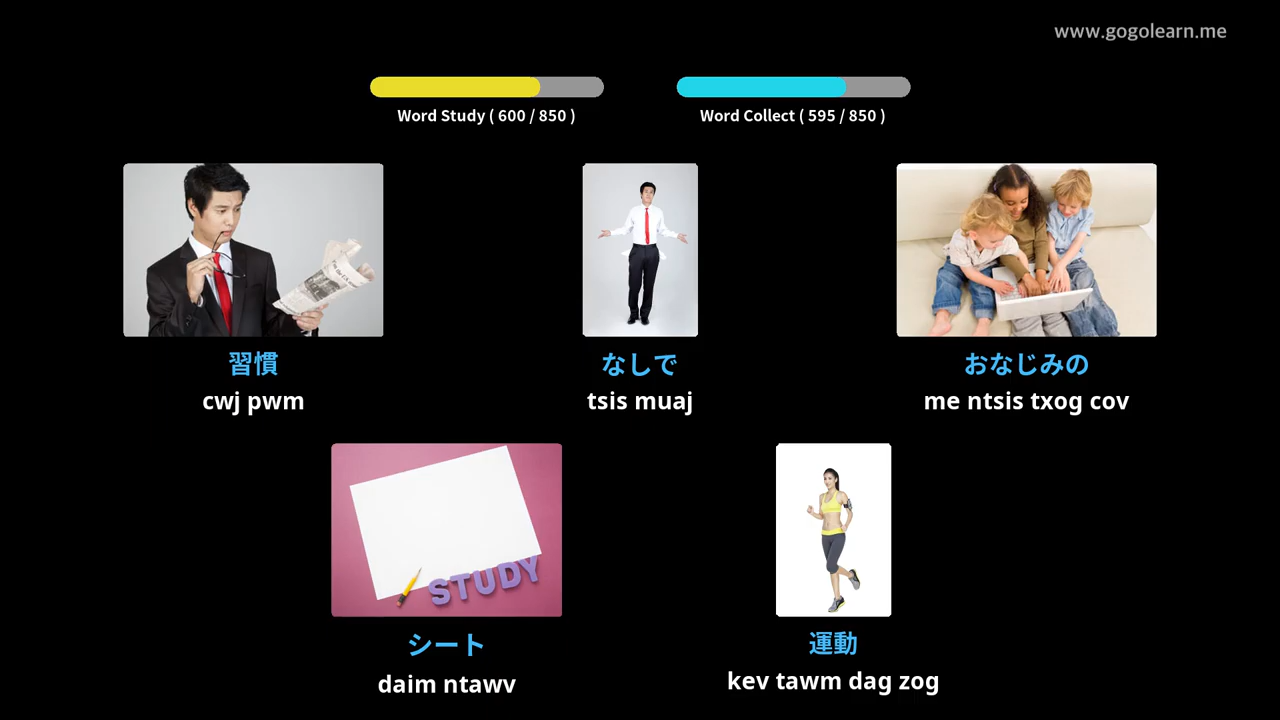 www.gogolearn.me
Word Study ( 600 / 850 )
Word Collect ( 595 / 850 )
習慣
cwj pwm
なしで
tsis muaj
おなじみの
me ntsis txog cov
STUDY
シート
daim ntawv
運動
kev tawm dag zog